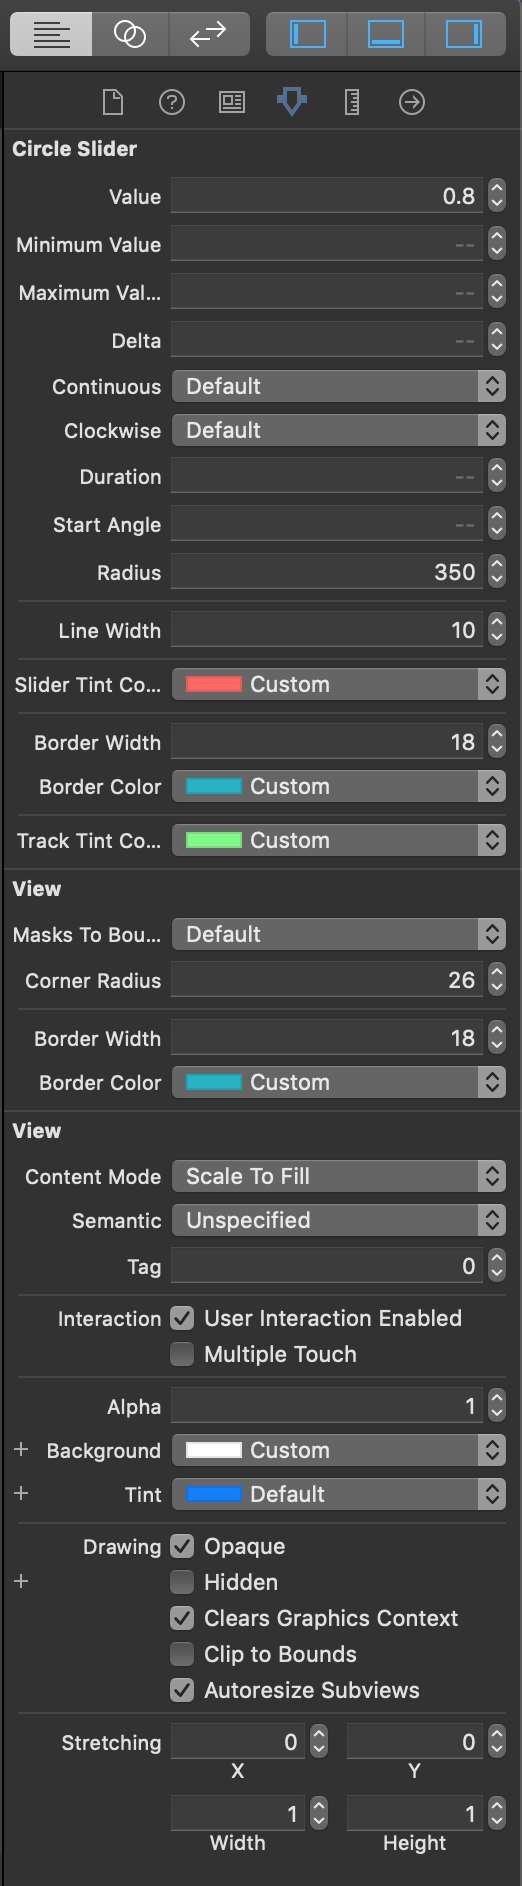 Circle Slider
Value 0.8
Minimum Value --
Maximum Val... --
Delta --
Continuous Default
Clockwise Default
Duration --
Start Angle --
Radius 350
Line Width 10
Slider Tint Co... Custom
Border Width 18
Border Color Custom
Track Tint Co... Custom
View
Masks To Bou... Default
Corner Radius 26
Border Width 18
Border Color Custom
View
Content Mode Scale To Fill
Semantic Unspecified
Tag 0
Interaction User Interaction Enabled
Multiple Touch
Alpha 1
+ Background Custom
+ Tint Default
Drawing Opaque
+ Hidden
Clears Graphics Context
Clip to Bounds
Autoresize Subviews
Stretching 0 0
X Y
1 1
Width Height